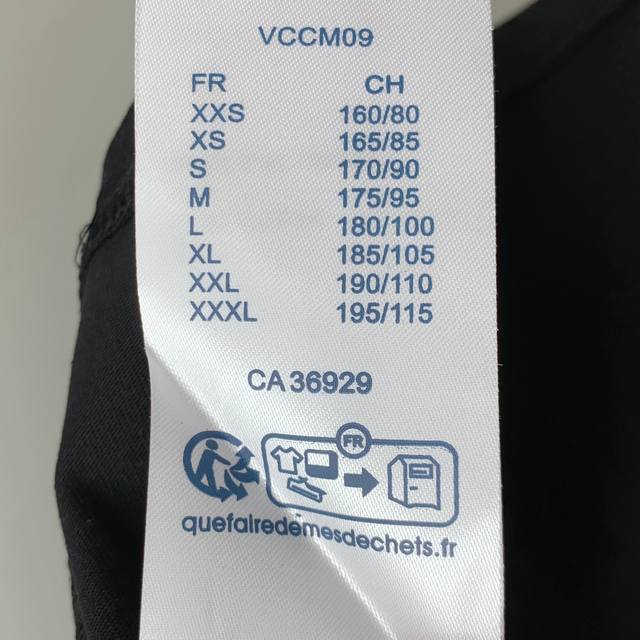 VCCM09
FR CH
XXS 160/80
XS 165/85
S 170/90
M 175/95
L 180/100
XL 185/105
XXL 190/110
XXXL 195/115
CA 36929
FR
quefairedemesdechets.fr